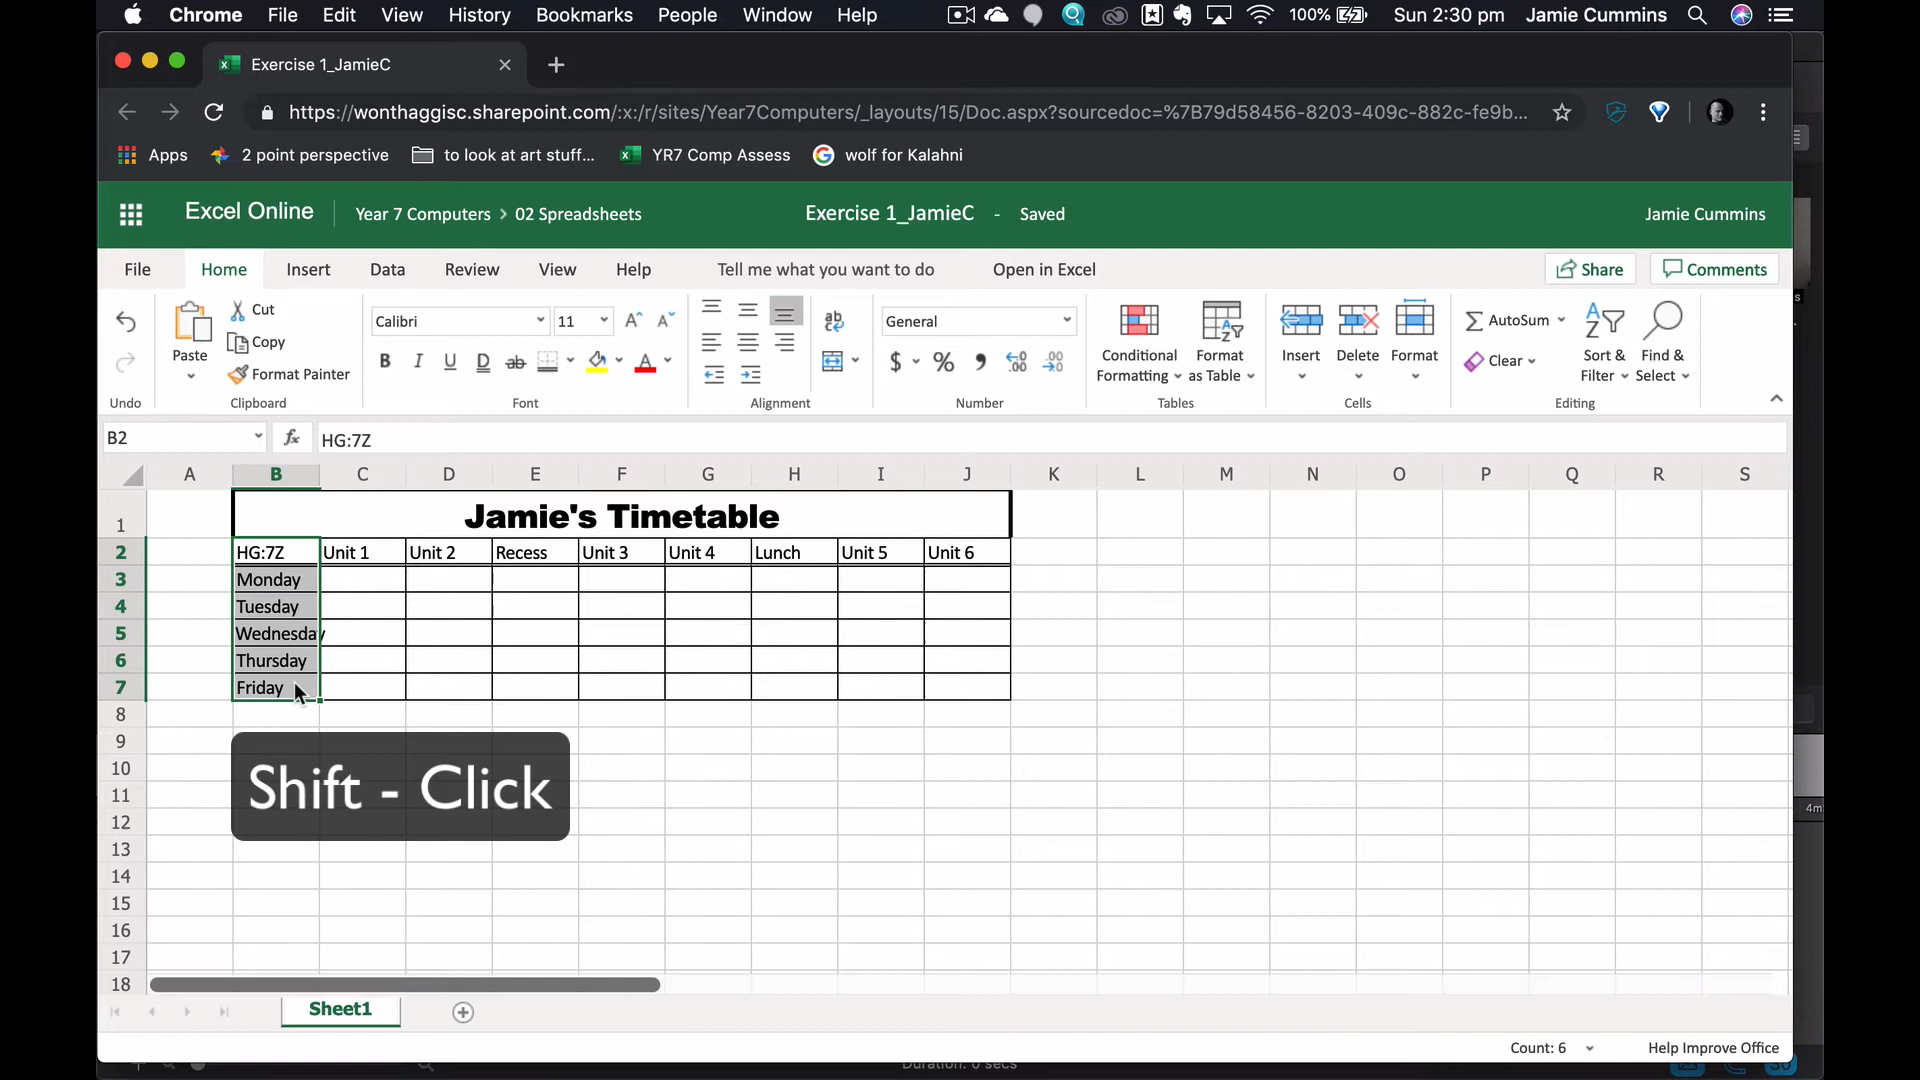 Chrome File Edit View History Bookmarks People Window Help 100% Sun 2:30 pm Jamie Cummins
Exercise 1_JamieC
https://wonthaggisc.sharepoint.com/:x:/r/sites/Year7Computers/_layouts/15/Doc.aspx?sourcedoc=%7B79d58456-8203-409c-882c-fe9b...
Apps 2 point perspective to look at art stuff... YR7 Comp Assess wolf for Kalahni
Excel Online Year 7 Computers > 02 Spreadsheets Exercise 1_JamieC - Saved Jamie Cummins
File Home Insert Data Review View Help Tell me what you want to do Open in Excel Share Comments
Cut
Calibri 11 General AutoSum
Copy
Paste Conditional Format Insert Delete Format Clear Sort & Find &
Format Painter Formatting as Table Filter Select
Undo Clipboard Font Alignment Number Tables Cells Editing
B2 fx HG:7Z
A B C D E F G H I J K L M N O P Q R S
1 Jamie's Timetable
2 HG:7Z Unit 1 Unit 2 Recess Unit 3 Unit 4 Lunch Unit 5 Unit 6
3 Monday
4 Tuesday
5 Wednesday
6 Thursday
7 Friday
8
9
10
11
12
13
14
15
16
17
18
Shift - Click
Sheet1
Count: 6 Help Improve Office
Duration: 0 secs